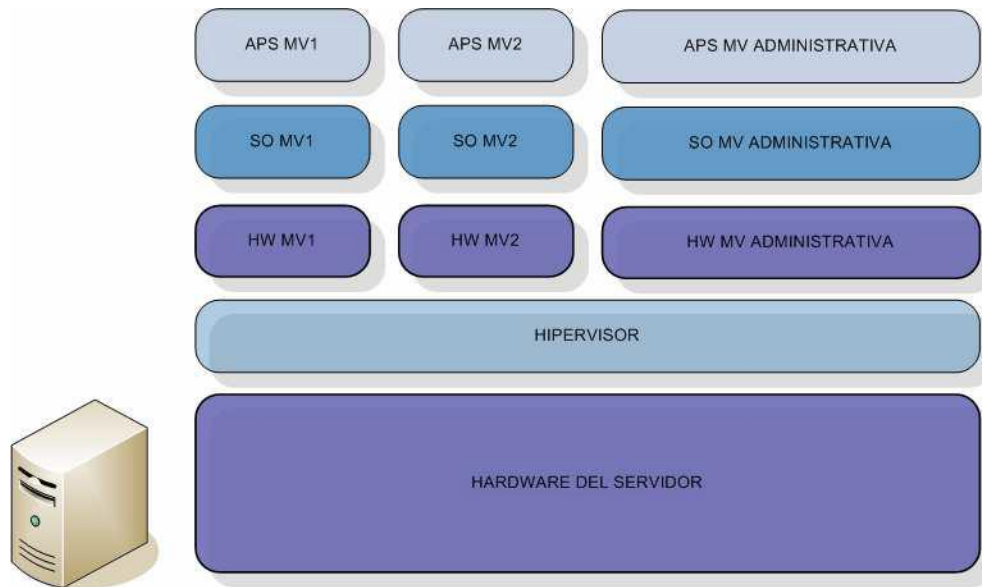 APS MV1
APS MV2
APS MV ADMINISTRATIVA
SO MV1
SO MV2
SO MV ADMINISTRATIVA
HW MV1
HW MV2
HW MV ADMINISTRATIVA
HIPERVISOR
HARDWARE DEL SERVIDOR